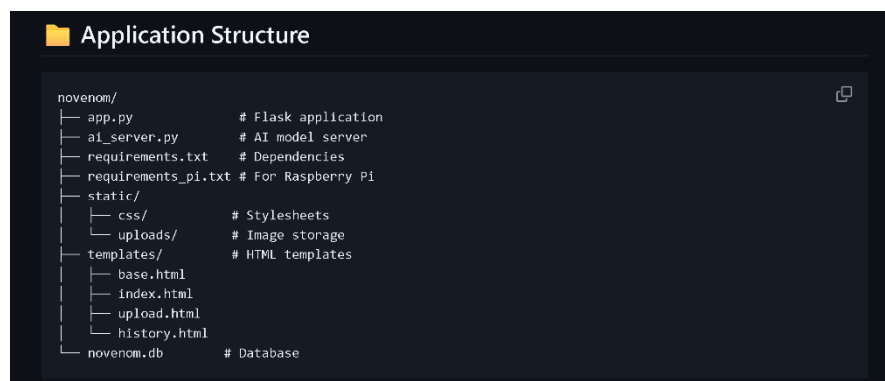 📁 Application Structure
novenom/
├── app.py               # Flask application
├── ai_server.py         # AI model server
├── requirements.txt     # Dependencies
├── requirements_pi.txt # For Raspberry Pi
├── static/
│   ├── css/            # Stylesheets
│   └── uploads/        # Image storage
├── templates/          # HTML templates
│   ├── base.html
│   ├── index.html
│   ├── upload.html
│   └── history.html
└── novenom.db         # Database